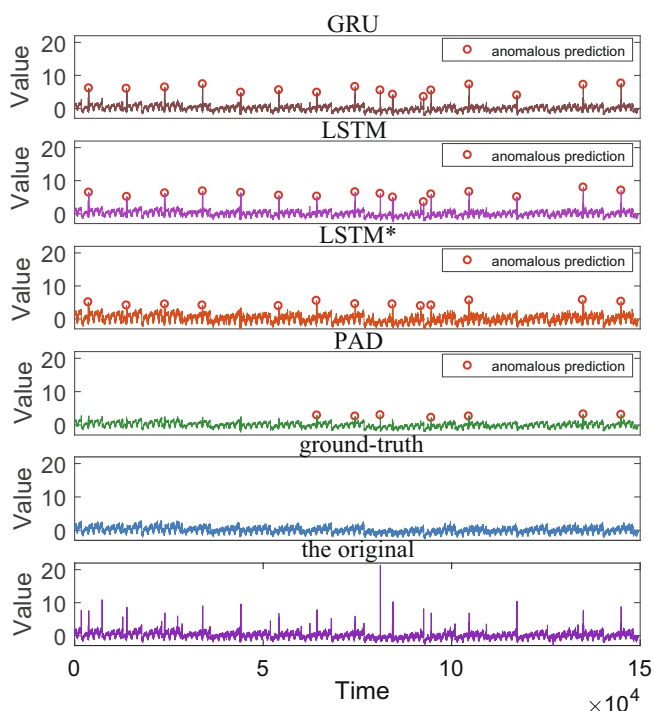 GRU
20
10
0
Value
anomalous prediction
LSTM
20
10
0
Value
anomalous prediction
LSTM*
20
10
0
Value
anomalous prediction
PAD
20
10
0
Value
anomalous prediction
ground-truth
20
10
0
Value
the original
20
10
0
Value
0 5 10 15
Time
×10⁴